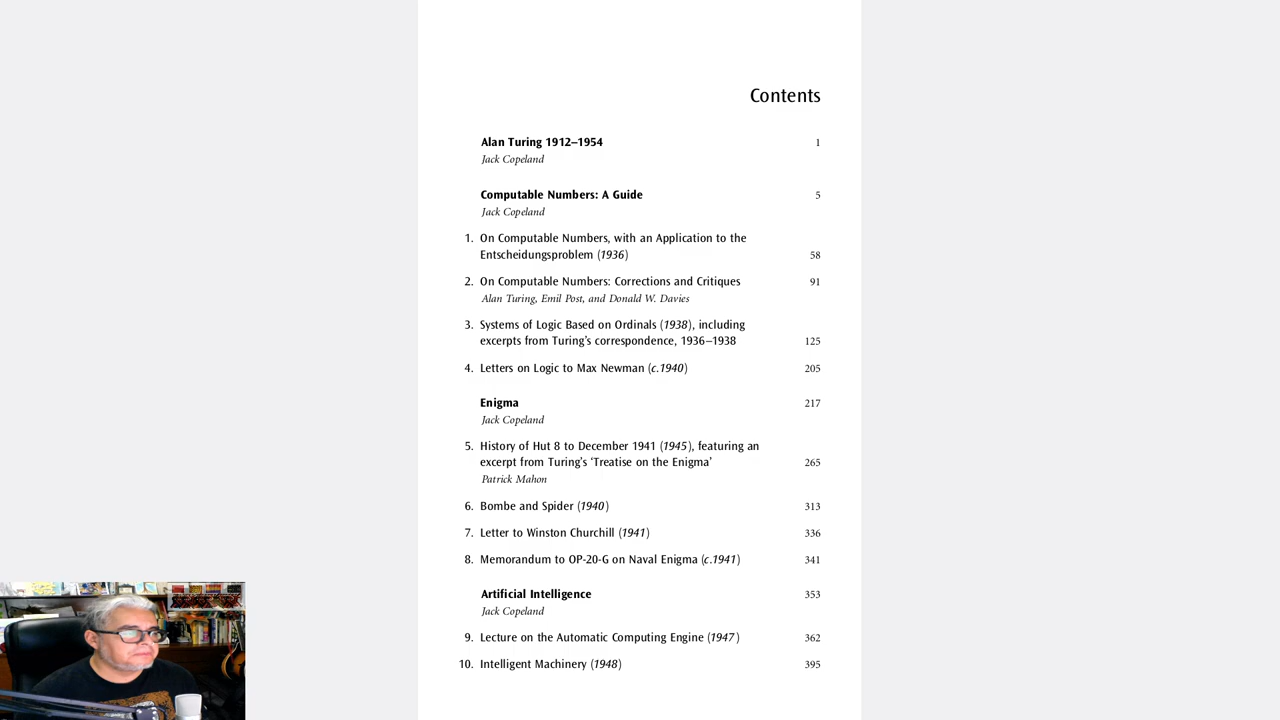 Contents
Alan Turing 1912–1954 1
Jack Copeland
Computable Numbers: A Guide 5
Jack Copeland
1. On Computable Numbers, with an Application to the
Entscheidungsproblem (1936) 58
2. On Computable Numbers: Corrections and Critiques 91
Alan Turing, Emil Post, and Donald W. Davies
3. Systems of Logic Based on Ordinals (1938), including
excerpts from Turing’s correspondence, 1936–1938 125
4. Letters on Logic to Max Newman (c.1940) 205
Enigma 217
Jack Copeland
5. History of Hut 8 to December 1941 (1945), featuring an
excerpt from Turing’s ‘Treatise on the Enigma’ 265
Patrick Mahon
6. Bombe and Spider (1940) 313
7. Letter to Winston Churchill (1941) 336
8. Memorandum to OP-20-G on Naval Enigma (c.1941) 341
Artificial Intelligence 353
Jack Copeland
9. Lecture on the Automatic Computing Engine (1947) 362
10. Intelligent Machinery (1948) 395